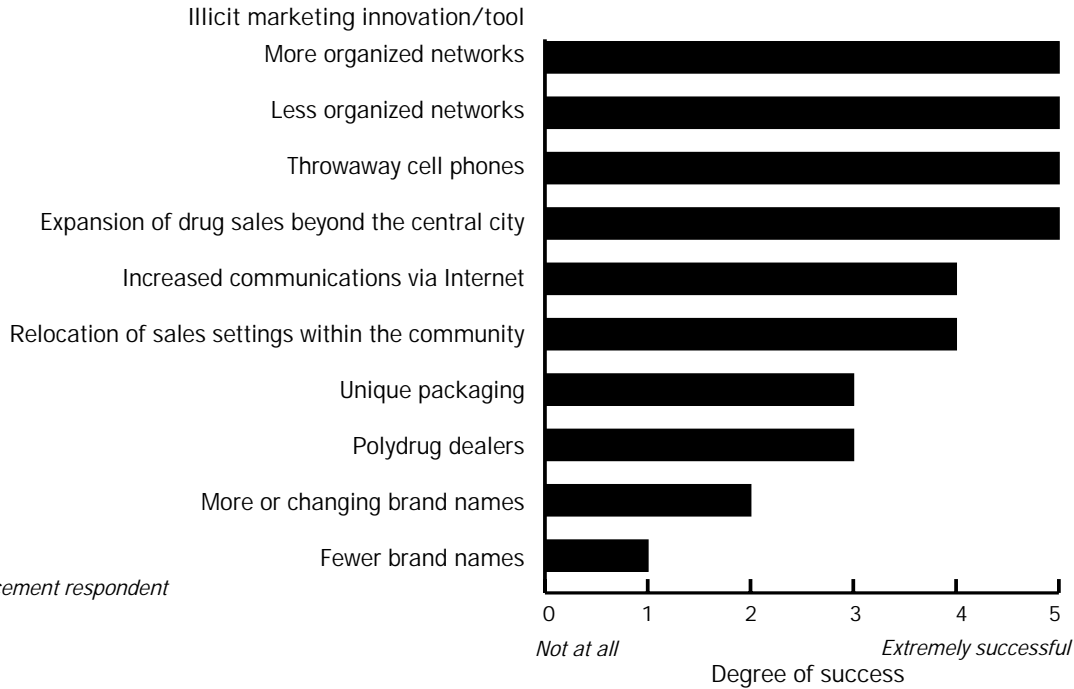 Illicit marketing innovation/tool
More organized networks
Less organized networks
Throwaway cell phones
Expansion of drug sales beyond the central city
Increased communications via Internet
Relocation of sales settings within the community
Unique packaging
Polydrug dealers
More or changing brand names
Fewer brand names
respondent
0 1 2 3 4 5
Not at all Extremely successful
Degree of success